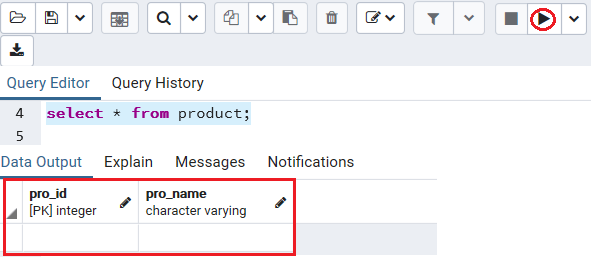 Query Editor Query History
4 select * from product;
5
Data Output Explain Messages Notifications
pro_id pro_name
[PK] integer character varying